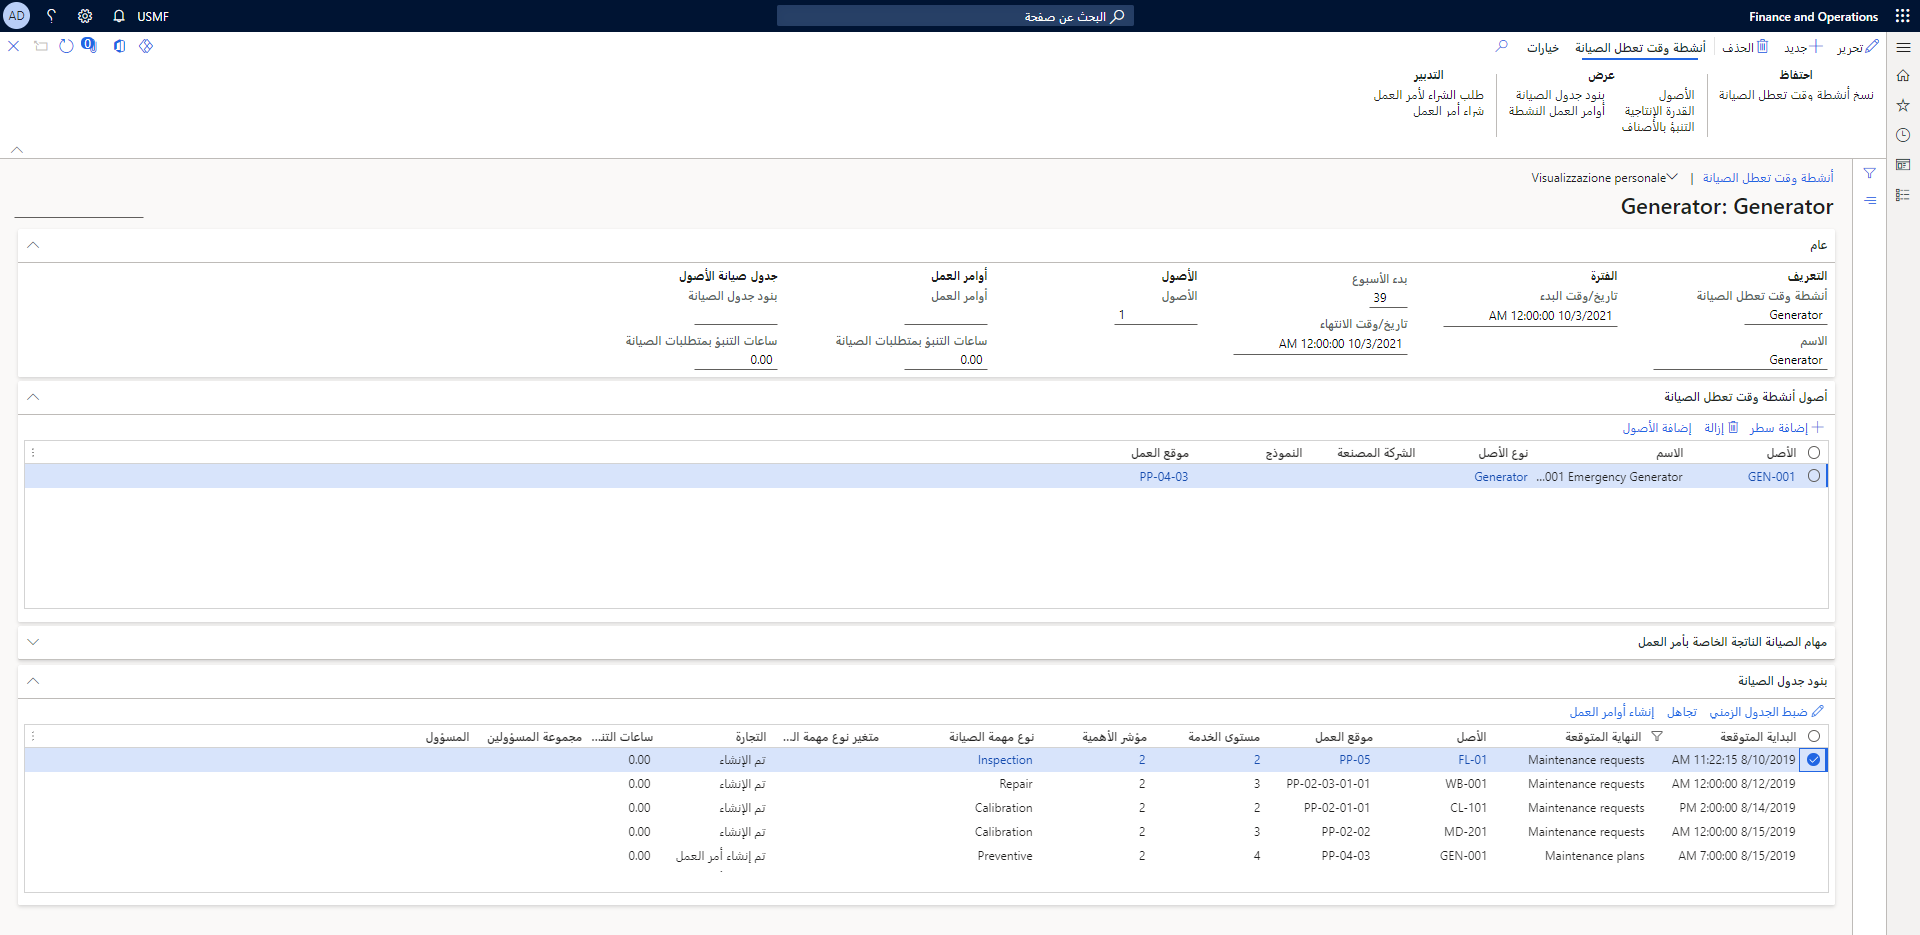 Finance and Operations
البحث عن صفحة
USMF
AD
تحرير
جديد
الحذف
أنشطة وقت تعطل الصيانة
خيارات
0
احتفاظ
نسخ أنشطة وقت تعطل الصيانة
عرض
الأصول
القدرة الإنتاجية
التنبؤ بالأصناف
بنود جدول الصيانة
أوامر العمل النشطة
التدبير
طلب الشراء لأمر العمل
شراء أمر العمل
أنشطة وقت تعطل الصيانة | Visualizzazione personale
Generator: Generator
عام
التعريف
أنشطة وقت تعطل الصيانة
Generator
الاسم
Generator
الفترة
تاريخ/وقت البدء
10/3/2021 12:00:00 AM
بدء الأسبوع
39
تاريخ/وقت الانتهاء
10/3/2021 12:00:00 AM
الأصول
الأصول
1
أوامر العمل
أوامر العمل
ساعات التنبؤ بمتطلبات الصيانة
0.00
جدول صيانة الأصول
بنود جدول الصيانة
ساعات التنبؤ بمتطلبات الصيانة
0.00
أصول أنشطة وقت تعطل الصيانة
إضافة سطر إزالة إضافة الأصول
الأصل الاسم نوع الأصل الشركة المصنعة النموذج موقع العمل
GEN-001 ...001 Emergency Generator Generator PP-04-03
مهام الصيانة الناتجة الخاصة بأمر العمل
بنود جدول الصيانة
ضبط الجدول الزمني تجاهل إنشاء أوامر العمل
البداية المتوقعة النهاية المتوقعة الأصل موقع العمل مستوى الخدمة مؤشر الأهمية نوع مهمة الصيانة متغير نوع مهمة الـ... التجارة ساعات التنـ... مجموعة المسؤولين المسؤول
8/10/2019 11:22:15 AM Maintenance requests FL-01 PP-05 2 2 Inspection تم الإنشاء 0.00
8/12/2019 12:00:00 AM Maintenance requests WB-001 PP-02-03-01-01 3 2 Repair تم الإنشاء 0.00
8/14/2019 2:00:00 PM Maintenance requests CL-101 PP-02-01-01 2 2 Calibration تم الإنشاء 0.00
8/15/2019 12:00:00 AM Maintenance requests MD-201 PP-02-02 3 2 Calibration تم الإنشاء 0.00
8/15/2019 7:00:00 AM Maintenance plans GEN-001 PP-04-03 4 2 Preventive تم إنشاء أمر العمل 0.00